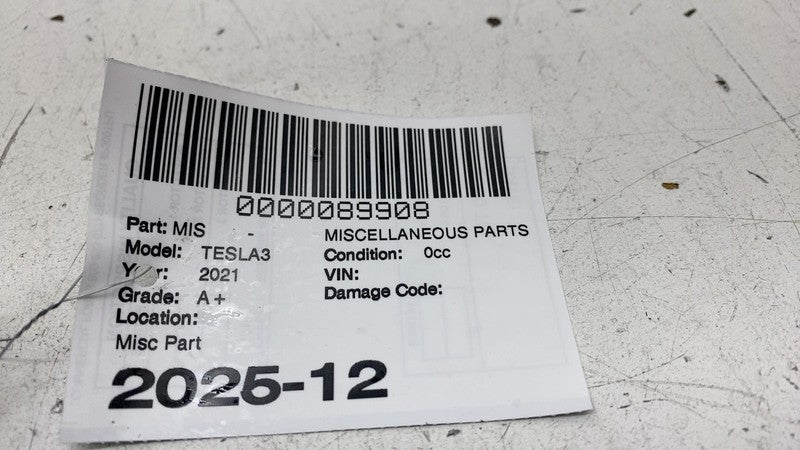 0000089908
Part: MIS - MISCELLANEOUS PARTS
Model: TESLA3 Condition: 0cc
Year: 2021 VIN:
Grade: A+ Damage Code:
Location:
Misc Part
2025-12